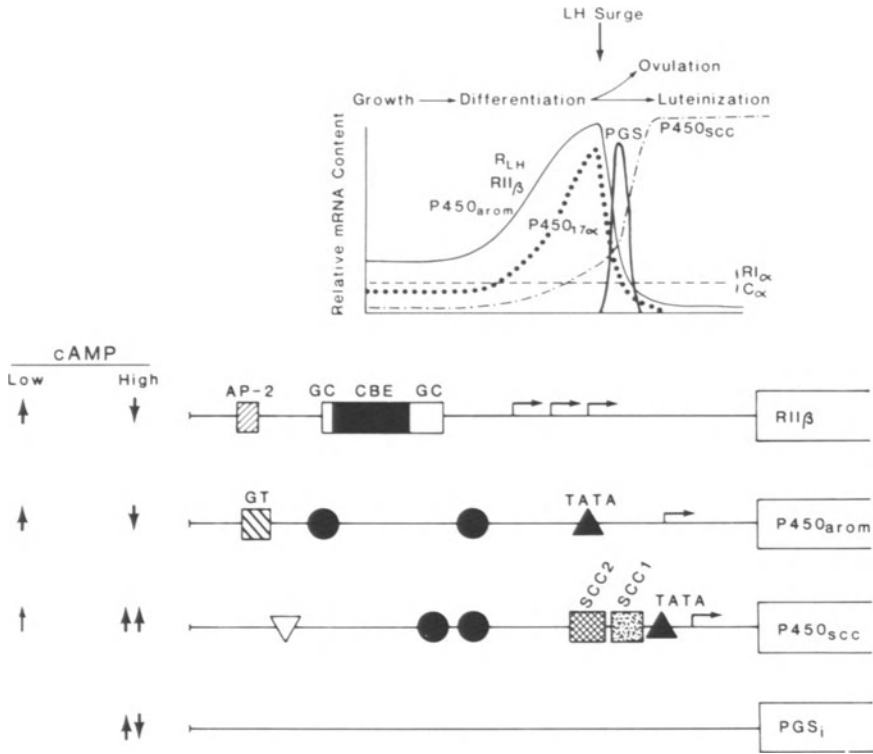 LH Surge
Ovulation
Growth → Differentiation → Luteinization
P450scc
PGS
RLH
RIIβ
P450arom
P45017α
RIα
Cα
Relative mRNA Content
cAMP
Low High
AP-2 GC CBE GC
RIIβ
GT TATA
P450arom
SCC2 SCC1 TATA
P450scc
PGSi